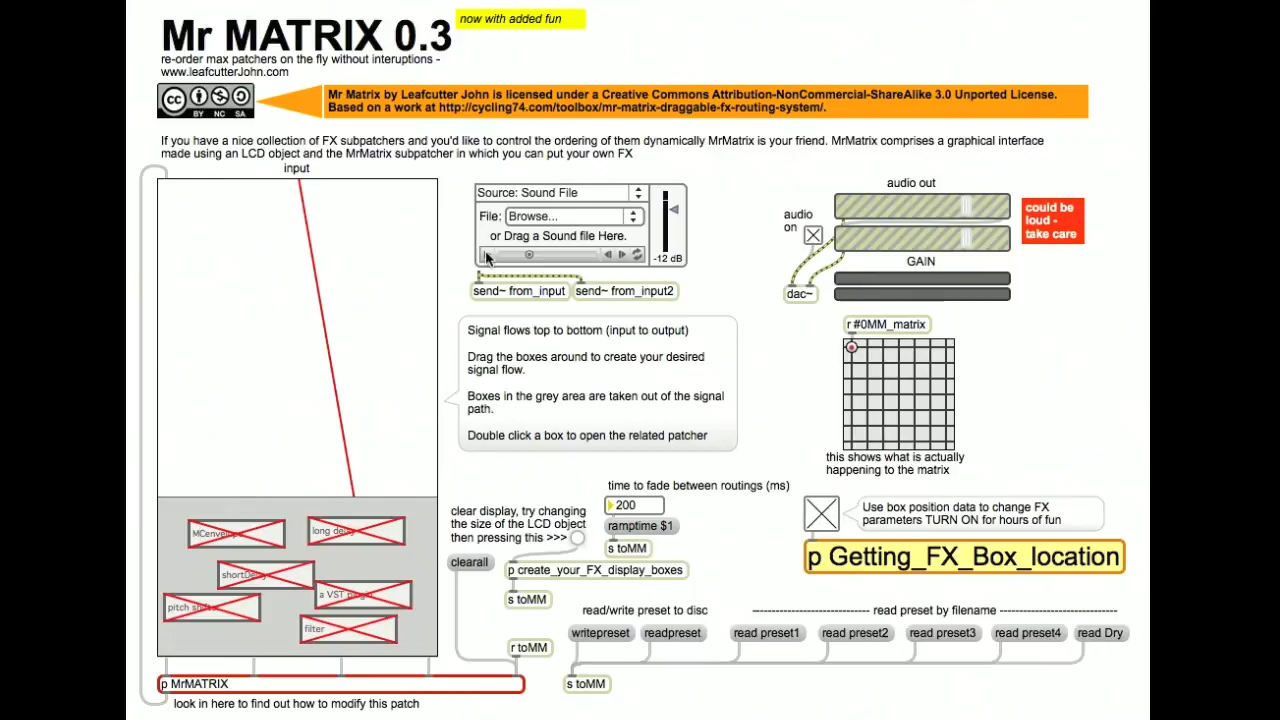 Mr MATRIX 0.3
now with added fun
re-order max patchers on the fly without interuptions -
www.leafcutterJohn.com
cc
BY NC SA
Mr Matrix by Leafcutter John is licensed under a Creative Commons Attribution-NonCommercial-ShareAlike 3.0 Unported License.
Based on a work at http://cycling74.com/toolbox/mr-matrix-draggable-fx-routing-system/.
If you have a nice collection of FX subpatchers and you'd like to control the ordering of them dynamically MrMatrix is your friend. MrMatrix comprises a graphical interface
made using an LCD object and the MrMatrix subpatcher in which you can put your own FX
input
Source: Sound File
File: Browse...
or Drag a Sound file Here.
-12 dB
send~ from_input
send~ from_input2
audio out
audio
on
could be
loud -
take care
GAIN
dac~
r #0MM_matrix
Signal flows top to bottom (input to output)
Drag the boxes around to create your desired
signal flow.
Boxes in the grey area are taken out of the signal
path.
Double click a box to open the related patcher
this shows what is actually
happening to the matrix
time to fade between routings (ms)
200
ramptime $1
s toMM
clear display, try changing
the size of the LCD object
then pressing this >>>
clearall
p create_your_FX_display_boxes
s toMM
Use box position data to change FX
parameters TURN ON for hours of fun
p Getting_FX_Box_location
long delay
a VST plugin
filter
read/write preset to disc
read preset by filename
writepreset
readpreset
read preset1
read preset2
read preset3
read preset4
read Dry
r toMM
s toMM
p MrMATRIX
look in here to find out how to modify this patch